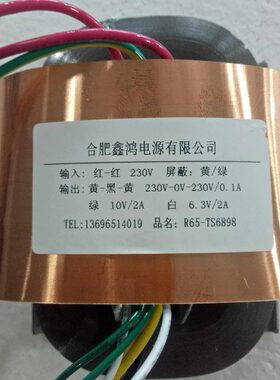 合肥鑫鸿电源有限公司
输入: 红-红 230V 屏蔽: 黄/绿
输出: 黄-黑-黄 230V-0V-230V/0.1A
绿 10V/2A 白 6.3V/2A
TEL:13696514019 品名: R65-TS6898